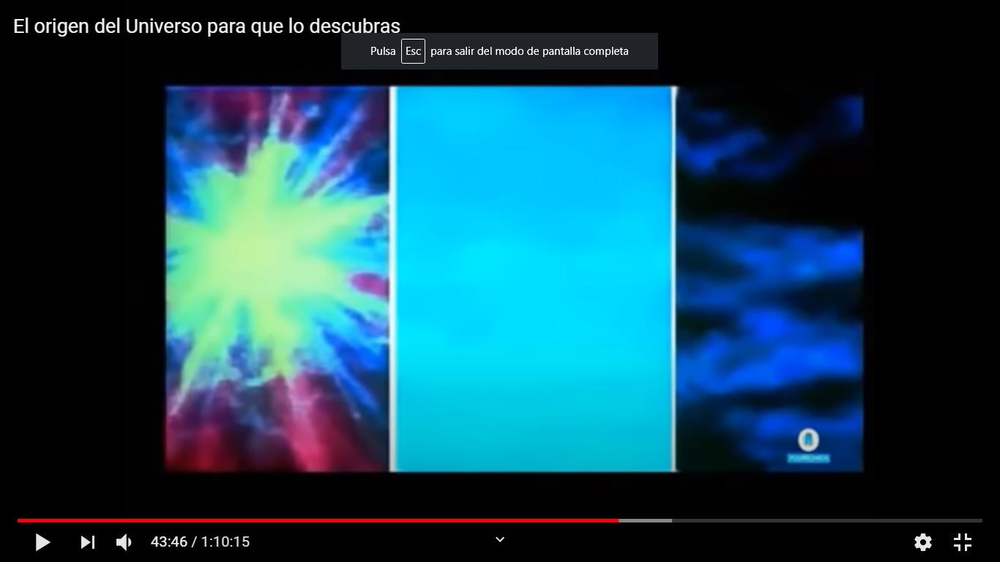 El origen del Universo para que lo descubras
Pulsa Esc para salir del modo de pantalla completa
43:46 / 1:10:15